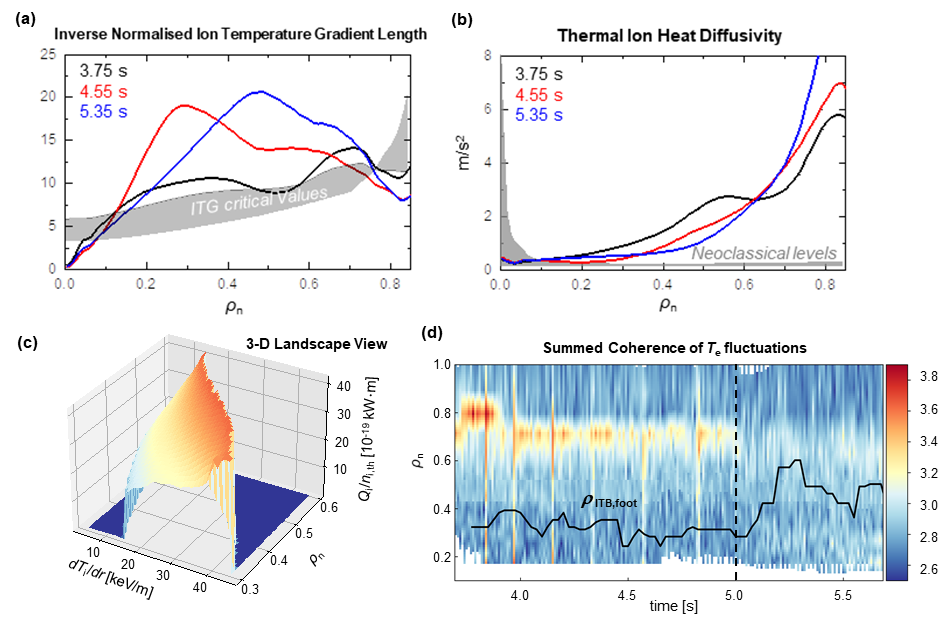 (a)
Inverse Normalised Ion Temperature Gradient Length
25
20
15
10
5
0
3.75 s
4.55 s
5.35 s
ITG critical Values
0.0 0.2 0.4 0.6 0.8
ρn
(b)
Thermal Ion Heat Diffusivity
8
6
4
2
0
m/s²
3.75 s
4.55 s
5.35 s
Neoclassical levels
0.0 0.2 0.4 0.6 0.8
ρn
(c)
3-D Landscape View
40
30
20
10
Qi/ni,th [10⁻¹⁹ kW·m]
10 20 30 40
dTi/dr [keV/m]
0.3 0.4 0.5 0.6
ρn
(d)
Summed Coherence of Te fluctuations
1.0
0.8
0.6
0.4
0.2
ρn
ρITB,foot
4.0 4.5 5.0 5.5
time [s]
3.8
3.6
3.4
3.2
3.0
2.8
2.6